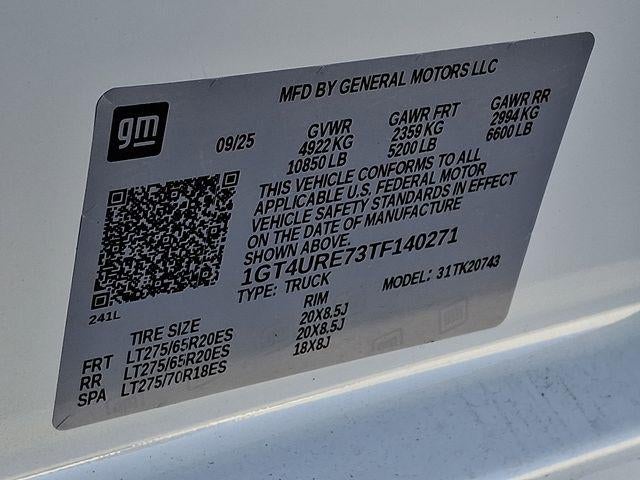 MFD BY GENERAL MOTORS LLC
gm
09/25
GVWR GAWR FRT GAWR RR
4922 KG 2359 KG 2994 KG
10850 LB 5200 LB 6600 LB
THIS VEHICLE CONFORMS TO ALL
APPLICABLE U.S. FEDERAL MOTOR
VEHICLE SAFETY STANDARDS IN EFFECT
ON THE DATE OF MANUFACTURE
SHOWN ABOVE.
1GT4URE73TF140271
TYPE: TRUCK MODEL: 31TK20743
241L
TIRE SIZE RIM
FRT LT275/65R20ES 20X8.5J
RR LT275/65R20ES 20X8.5J
SPA LT275/70R18ES 18X8J